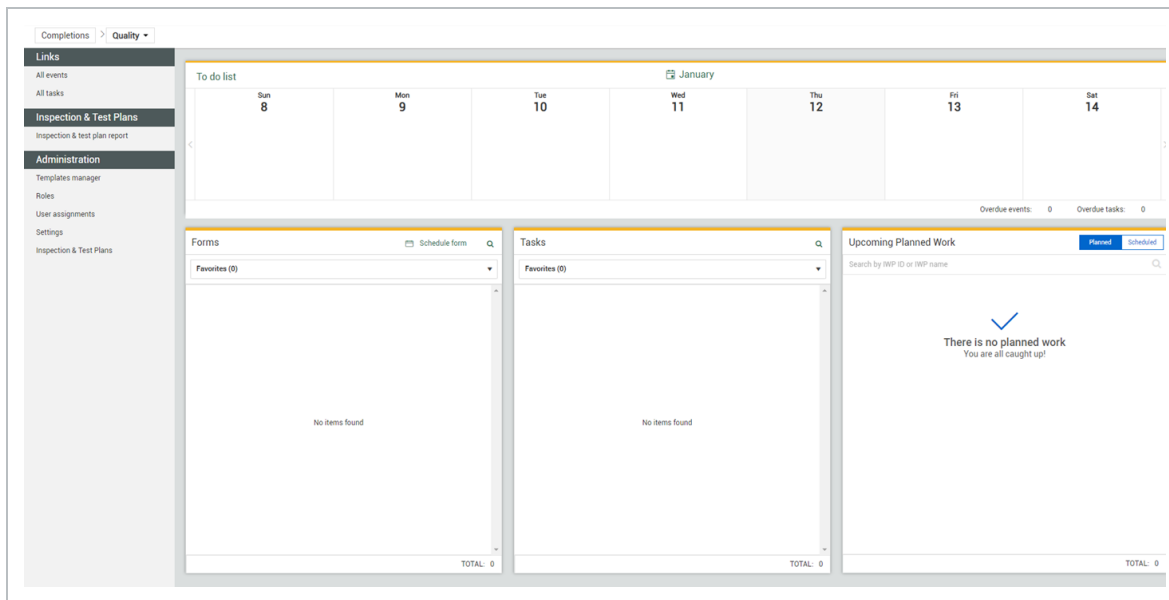 Completions > Quality
Links
All events
All tasks
Inspection & Test Plans
Inspection & test plan report
Administration
Templates manager
Roles
User assignments
Settings
Inspection & Test Plans
To do list
January
Sun Mon Tue Wed Thu Fri Sat
8 9 10 11 12 13 14
Overdue events: 0 Overdue tasks: 0
Forms Schedule form
Favorites (0)
No items found
TOTAL: 0
Tasks
Favorites (0)
No items found
TOTAL: 0
Upcoming Planned Work Planned Scheduled
Search by IWP ID or IWP name
There is no planned work
You are all caught up!
TOTAL: 0